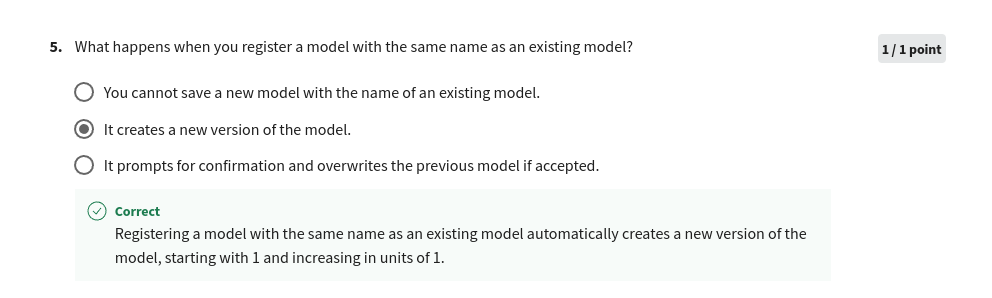 5. What happens when you register a model with the same name as an existing model?
1 / 1 point
You cannot save a new model with the name of an existing model.
It creates a new version of the model.
It prompts for confirmation and overwrites the previous model if accepted.
Correct
Registering a model with the same name as an existing model automatically creates a new version of the
model, starting with 1 and increasing in units of 1.